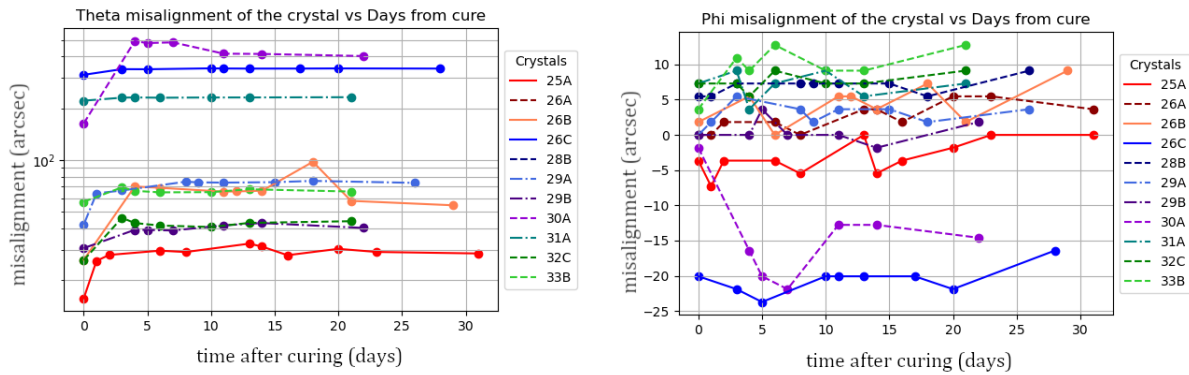 Theta misalignment of the crystal vs Days from cure
misalignment (arcsec)
10²
0
5
10
15
20
25
30
time after curing (days)
Crystals
25A
26A
26B
26C
28B
29A
29B
30A
31A
32C
33B
Phi misalignment of the crystal vs Days from cure
misalignment (arcsec)
10
5
0
−5
−10
−15
−20
−25
0
5
10
15
20
25
30
time after curing (days)
Crystals
25A
26A
26B
26C
28B
29A
29B
30A
31A
32C
33B